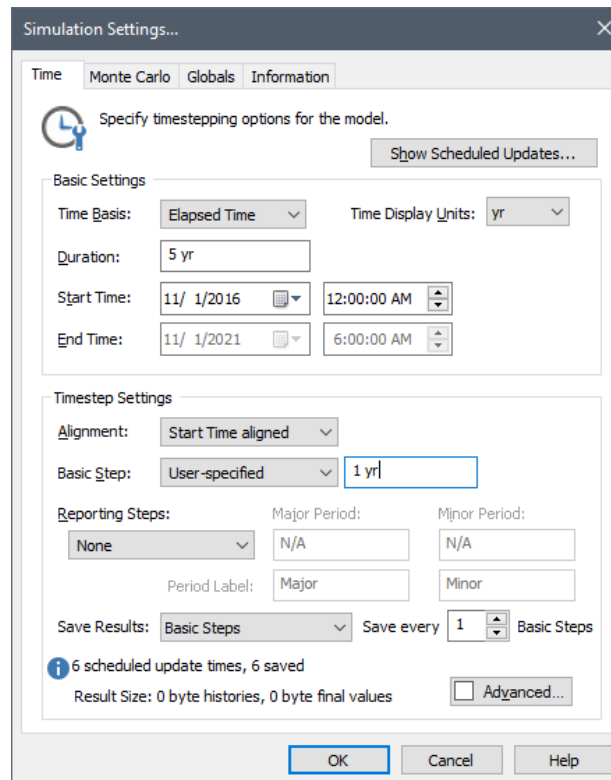 Simulation Settings...
Time Monte Carlo Globals Information
Specify timestepping options for the model.
Show Scheduled Updates...
Basic Settings
Time Basis: Elapsed Time Time Display Units: yr
Duration: 5 yr
Start Time: 11/ 1/2016 12:00:00 AM
End Time: 11/ 1/2021 6:00:00 AM
Timestep Settings
Alignment: Start Time aligned
Basic Step: User-specified 1 yr
Reporting Steps: Major Period: Minor Period:
None N/A N/A
Period Label: Major Minor
Save Results: Basic Steps Save every 1 Basic Steps
6 scheduled update times, 6 saved
Result Size: 0 byte histories, 0 byte final values Advanced...
OK Cancel Help